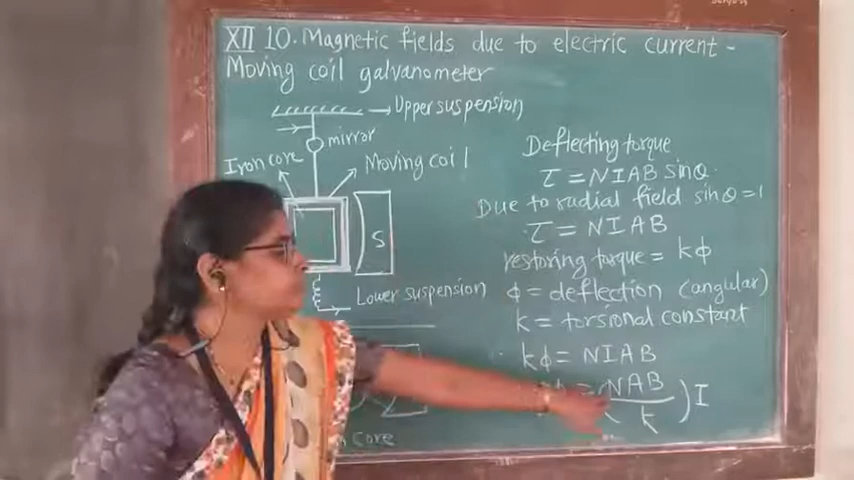 XII 10. Magnetic fields due to electric current -
Moving coil galvanometer
Upper suspension
mirror
Iron core
Moving coil
S
Lower suspension
Core
Deflecting torque
τ = NIAB sinθ.
Due to radial field sinθ = 1
τ = NIAB
restoring torque = kϕ
ϕ = deflection (angular)
k = torsional constant
kϕ = NIAB
= (NAB / k) I